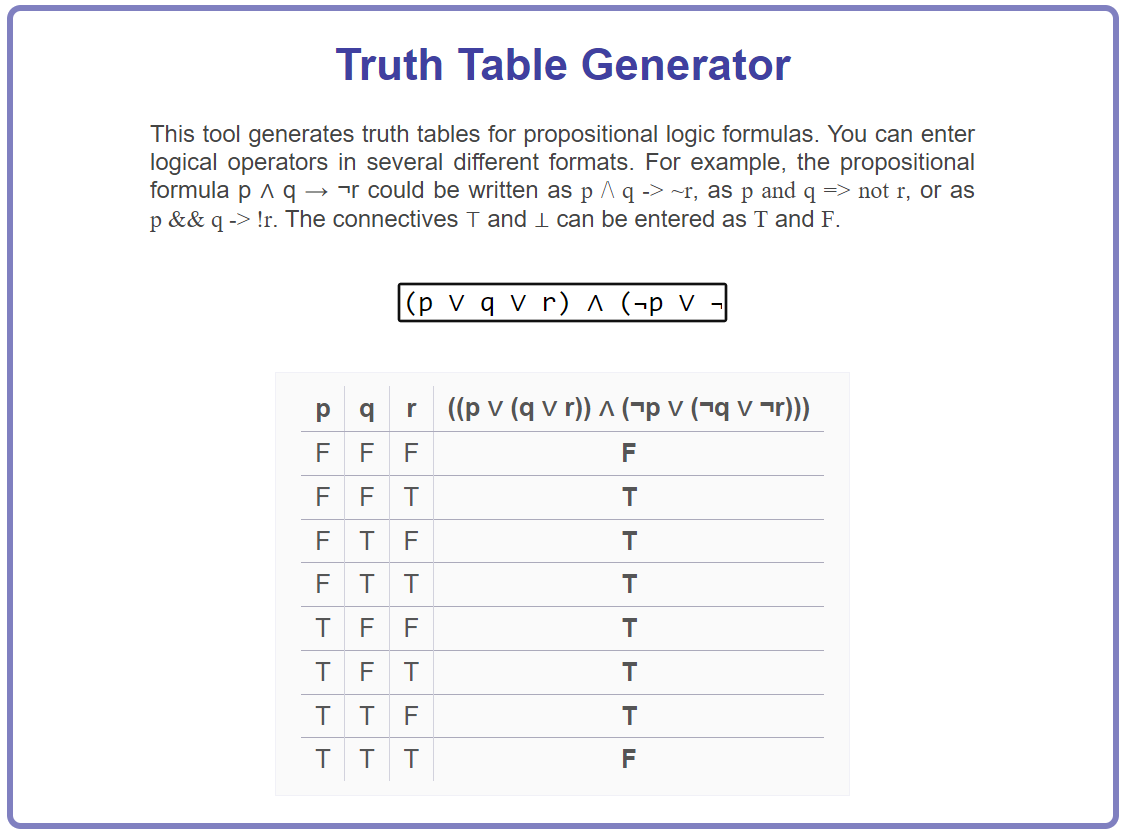 Truth Table Generator
This tool generates truth tables for propositional logic formulas. You can enter
logical operators in several different formats. For example, the propositional
formula p ∧ q → ¬r could be written as p /\ q -> ~r, as p and q => not r, or as
p && q -> !r. The connectives ⊤ and ⊥ can be entered as T and F.
(p ∨ q ∨ r) ∧ (¬p ∨ ¬
p q r ((p ∨ (q ∨ r)) ∧ (¬p ∨ (¬q ∨ ¬r)))
F F F F
F F T T
F T F T
F T T T
T F F T
T F T T
T T F T
T T T F